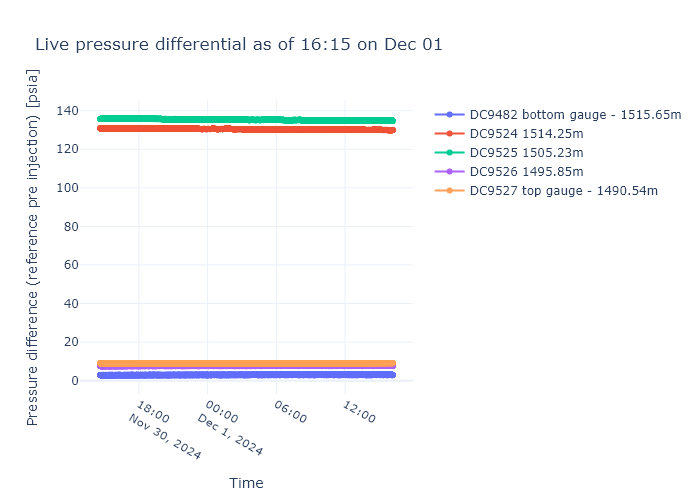 Live pressure differential as of 16:15 on Dec 01
Pressure difference (reference pre injection) [psia]
140
120
100
80
60
40
20
0
18:00
Nov 30, 2024
00:00
Dec 1, 2024
06:00
12:00
Time
DC9482 bottom gauge - 1515.65m
DC9524 1514.25m
DC9525 1505.23m
DC9526 1495.85m
DC9527 top gauge - 1490.54m